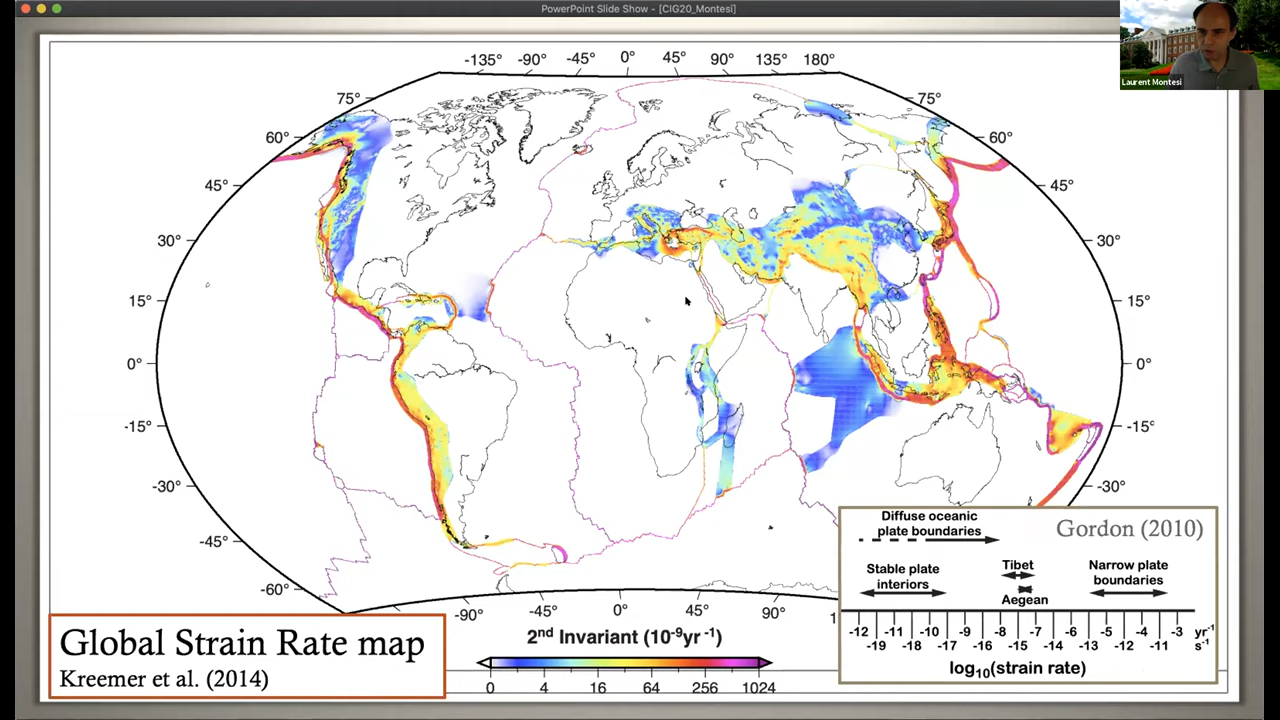 PowerPoint Slide Show - [CIG20_Montesi]
Laurent Montesi
-135° -90° -45° 0° 45° 90° 135° 180°
75° 75°
60° 60°
45° 45°
30° 30°
15° 15°
0° 0°
-15° -15°
-30° -30°
-45°
-60°
-90° -45° 0° 45° 90° 1
2nd Invariant (10-9yr -1)
0 4 16 64 256 1024
Global Strain Rate map
Kreemer et al. (2014)
Diffuse oceanic
plate boundaries
Gordon (2010)
Stable plate
interiors
Tibet
Aegean
Narrow plate
boundaries
-12 -11 -10 -9 -8 -7 -6 -5 -4 -3 yr-1
-19 -18 -17 -16 -15 -14 -13 -12 -11 s-1
log10(strain rate)